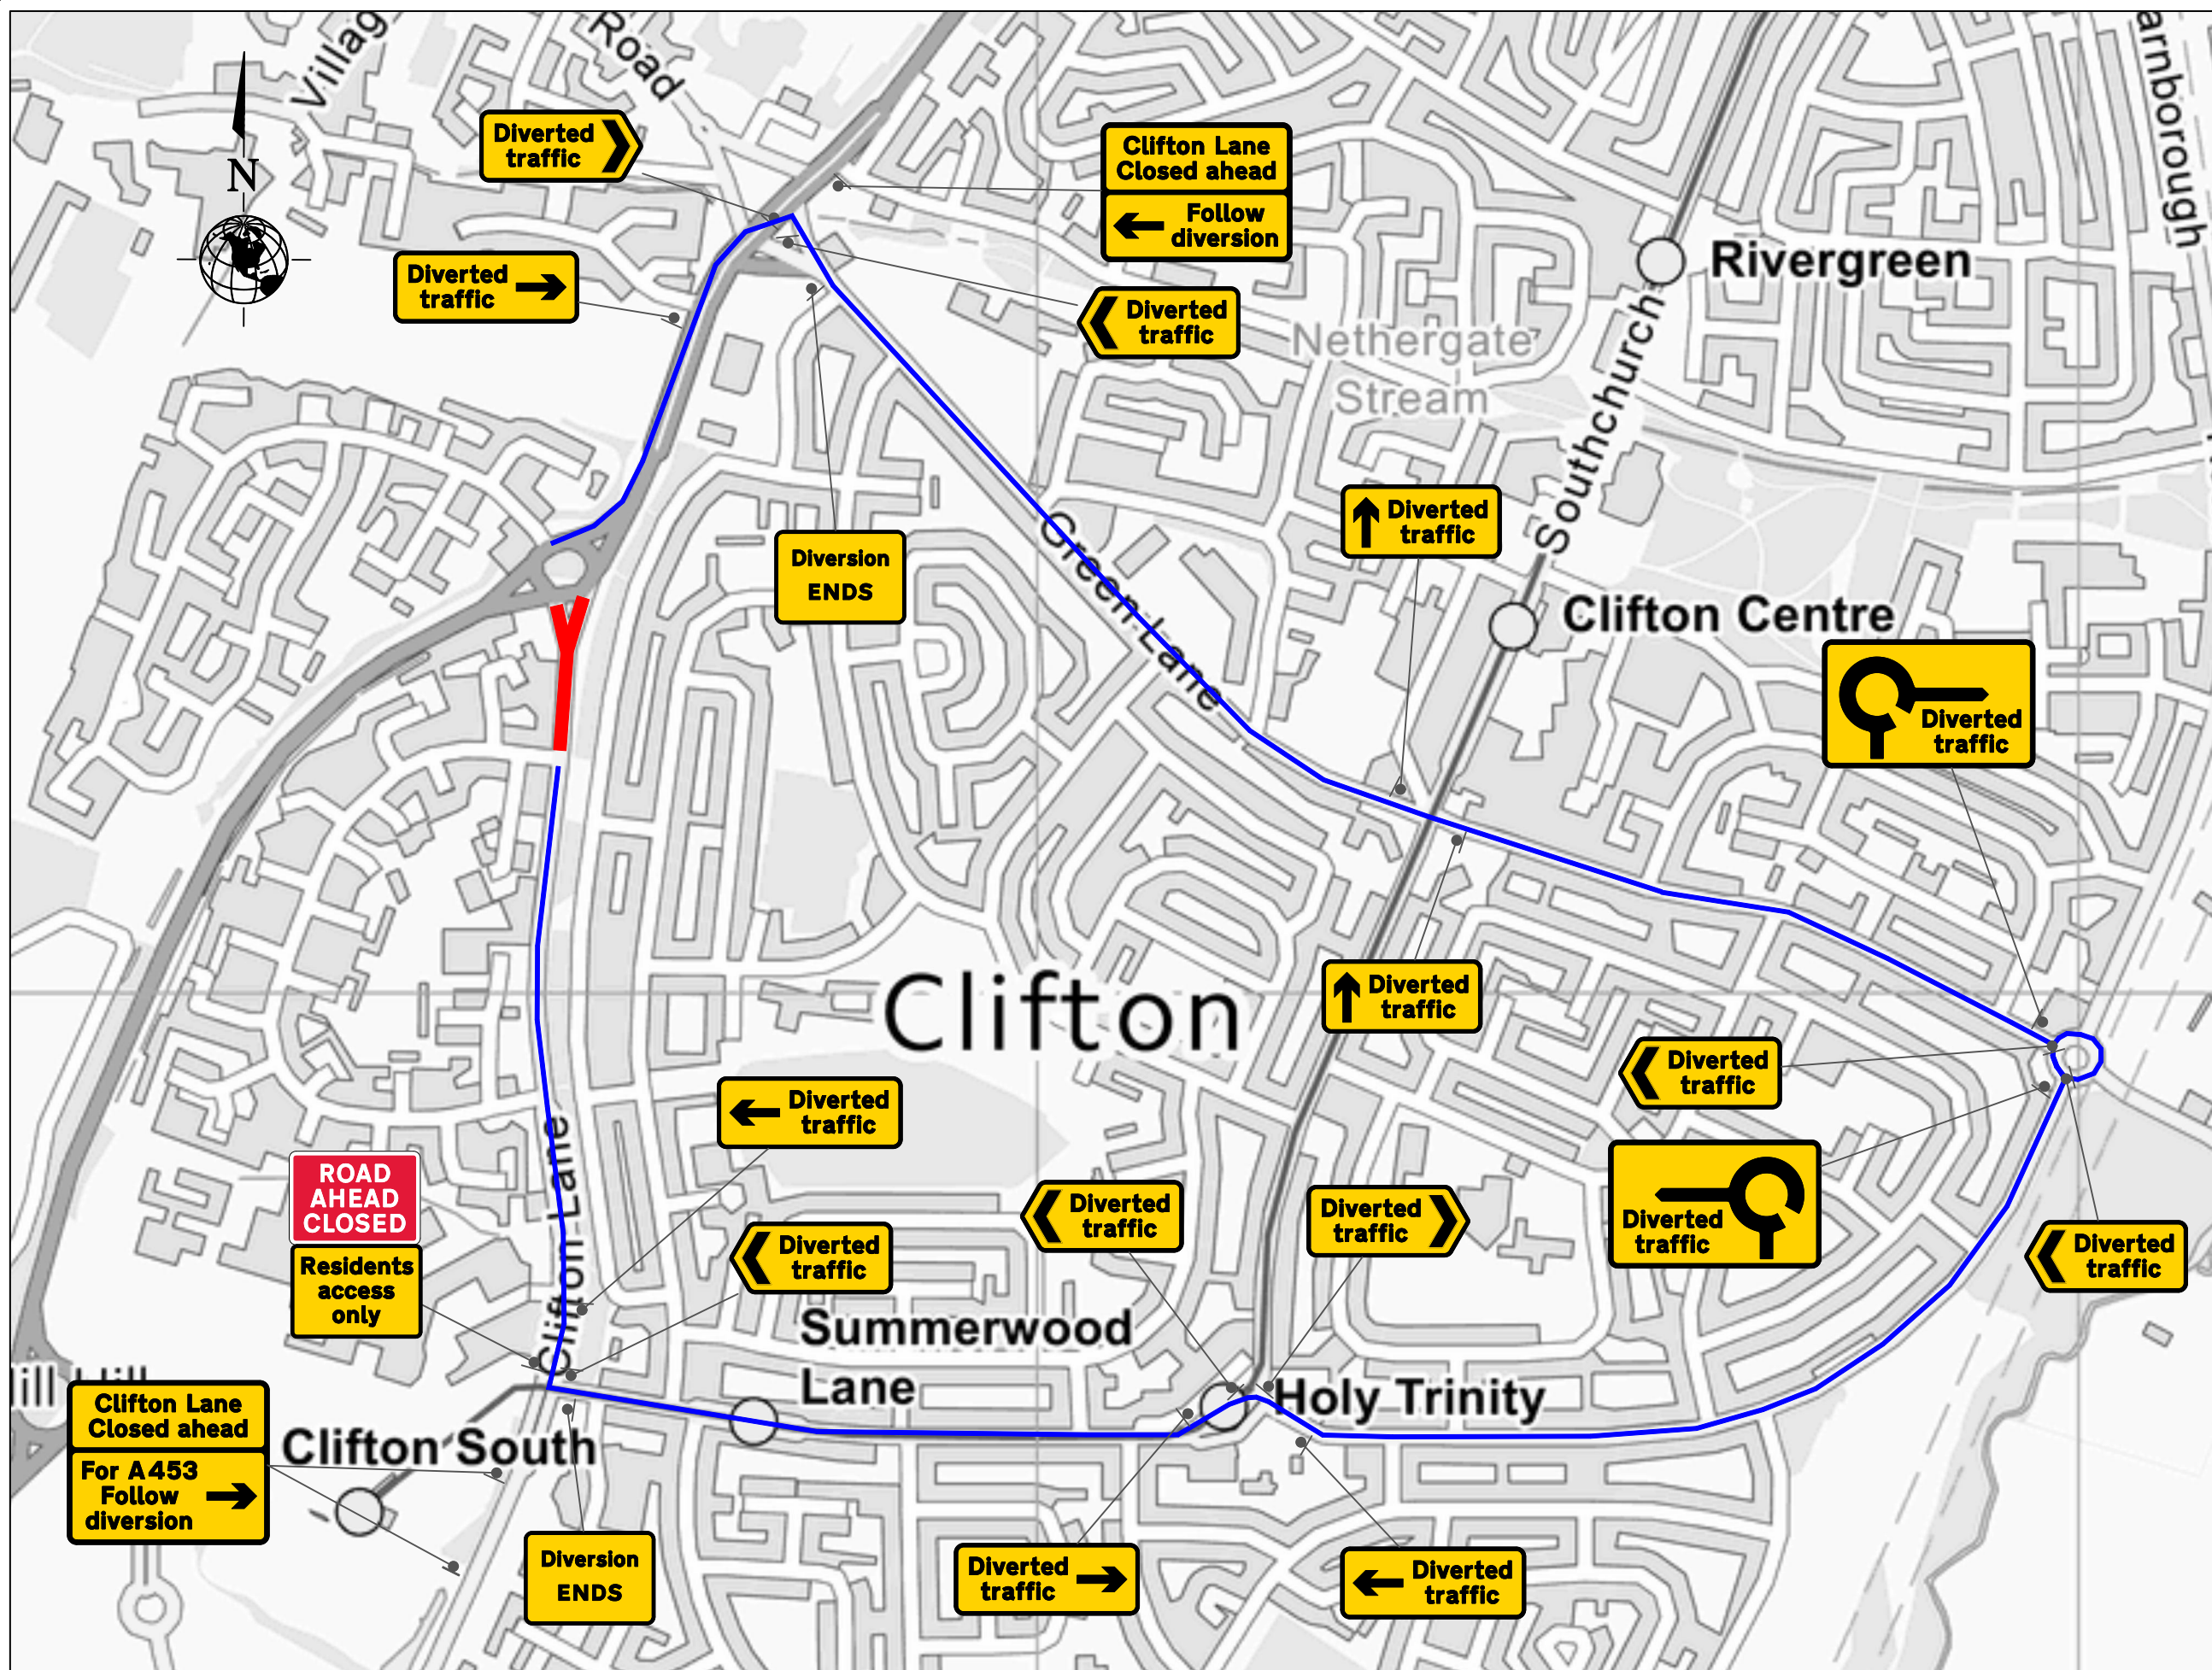 Villag
Road
arnborough
N
Diverted
traffic
Clifton Lane
Closed ahead
Follow
diversion
Diverted
traffic
Diverted
traffic
Rivergreen
Nethergate
Stream
Southchurch
Diverted
traffic
Diversion
ENDS
Green Lane
Clifton Centre
Diverted
traffic
Clifton
Diverted
traffic
Diverted
traffic
Diverted
traffic
Clifton Lane
ROAD
AHEAD
CLOSED
Residents
access
only
Diverted
traffic
Diverted
traffic
Diverted
traffic
Diverted
traffic
Diverted
traffic
Summerwood
Lane
Holy Trinity
Clifton Lane
Closed ahead
For A453
Follow
diversion
Clifton South
Diversion
ENDS
Diverted
traffic
Diverted
traffic